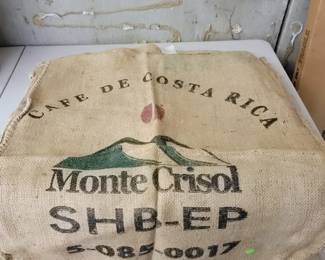 CAFE DE COSTA RICA
Monte Crisol
SHB-EP
5-085-0017